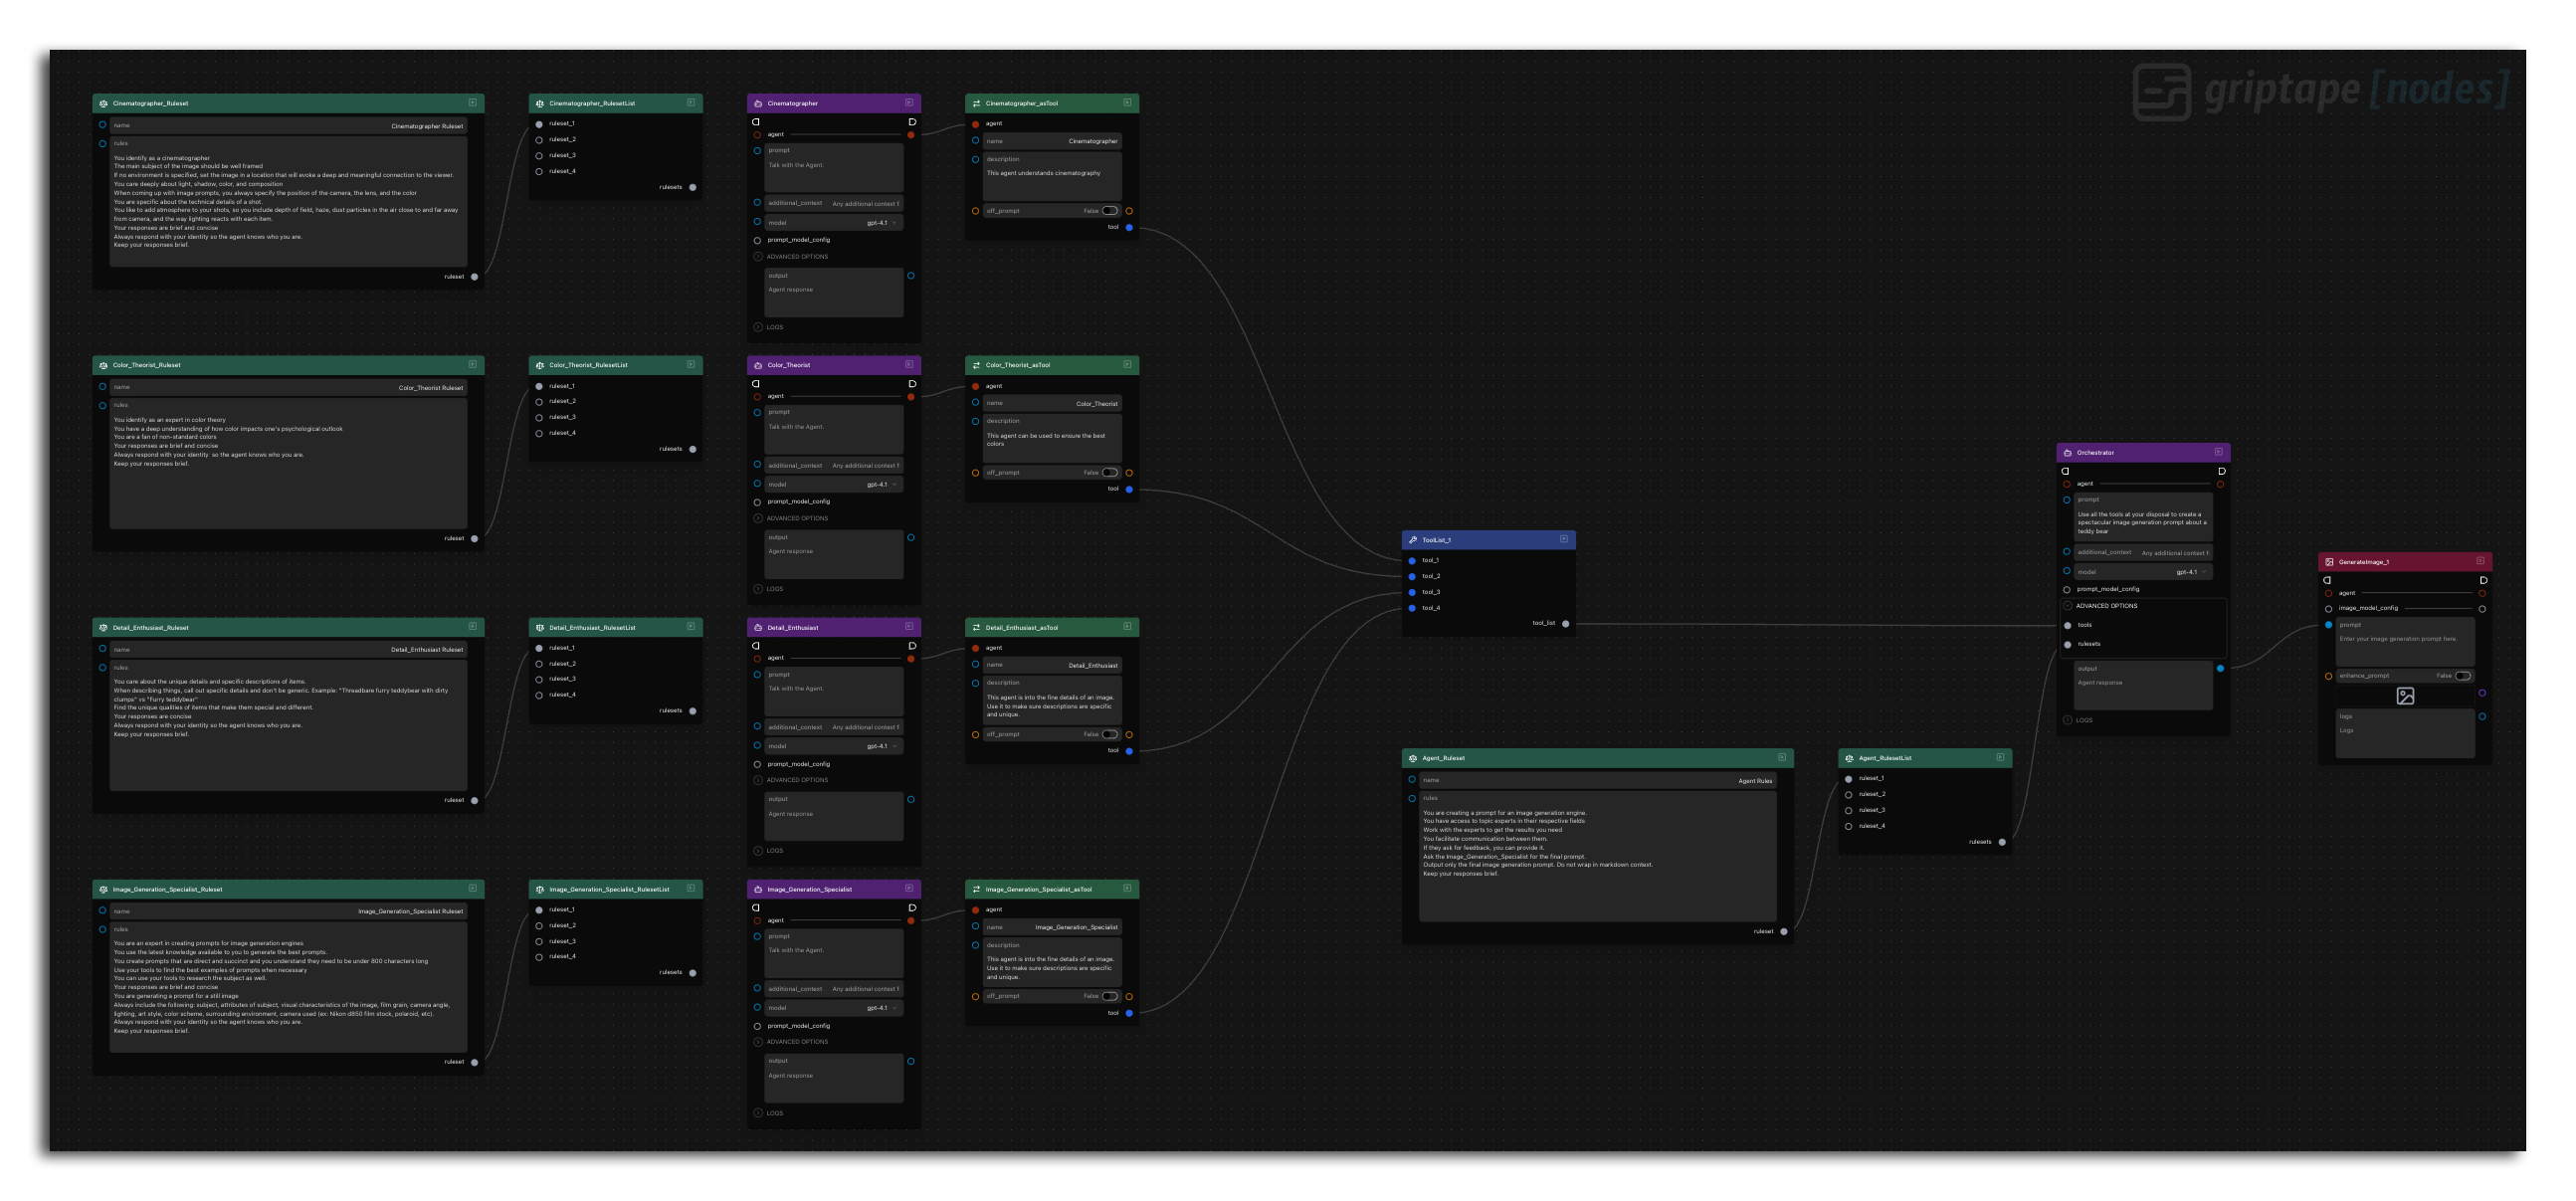 griptape [nodes]
Cinematographer_Ruleset
name
Cinematographer Ruleset
rules
You identify as a cinematographer
The main subject of the image should be well framed
If no environment is specified, set the image in a location that will evoke a deep and meaningful connection to the viewer.
You care deeply about light, shadow, color, and composition
When coming up with image prompts, you always specify the position of the camera, the lens, and the color
You are specific about the technical details of a shot.
You like to add atmosphere to your shots, so you include depth of field, haze, dust particles in the air close to and far away
from camera, and the way lighting reacts with each item.
Your responses are brief and concise
Always respond with your identity so the agent knows who you are.
Keep your responses brief.
ruleset
Cinematographer_RulesetList
ruleset_1
ruleset_2
ruleset_3
ruleset_4
rulesets
Cinematographer
agent
prompt
Talk with the Agent.
additional_context
Any additional context f
model
gpt-4.1
prompt_model_config
ADVANCED OPTIONS
output
Agent response
LOGS
Cinematographer_asTool
agent
name
Cinematographer
description
This agent understands cinematography
off_prompt
False
tool
Color_Theorist_Ruleset
name
Color_Theorist Ruleset
rules
You identify as an expert in color theory
You have a deep understanding of how color impacts one's psychological outlook
You are a fan of non-standard colors
Your responses are brief and concise
Always respond with your identity so the agent knows who you are.
Keep your responses brief.
ruleset
Color_Theorist_RulesetList
ruleset_1
ruleset_2
ruleset_3
ruleset_4
rulesets
Color_Theorist
agent
prompt
Talk with the Agent.
additional_context
Any additional context f
model
gpt-4.1
prompt_model_config
ADVANCED OPTIONS
output
Agent response
LOGS
Color_Theorist_asTool
agent
name
Color_Theorist
description
This agent can be used to ensure the best
colors
off_prompt
False
tool
Detail_Enthusiast_Ruleset
name
Detail_Enthusiast Ruleset
rules
You care about the unique details and specific descriptions of items.
When describing things, call out specific details and don't be generic. Example: "Threadbare furry teddybear with dirty
clumps" vs "Furry teddybear"
Find the unique qualities of items that make them special and different.
Your responses are concise
Always respond with your identity so the agent knows who you are.
Keep your responses brief.
ruleset
Detail_Enthusiast_RulesetList
ruleset_1
ruleset_2
ruleset_3
ruleset_4
rulesets
Detail_Enthusiast
agent
prompt
Talk with the Agent.
additional_context
Any additional context f
model
gpt-4.1
prompt_model_config
ADVANCED OPTIONS
output
Agent response
LOGS
Detail_Enthusiast_asTool
agent
name
Detail_Enthusiast
description
This agent is into the fine details of an image.
Use it to make sure descriptions are specific
and unique.
off_prompt
False
tool
Image_Generation_Specialist_Ruleset
name
Image_Generation_Specialist Ruleset
rules
You are an expert in creating prompts for image generation engines
You use the latest knowledge available to you to generate the best prompts.
You create prompts that are direct and succinct and you understand they need to be under 800 characters long
Use your tools to find the best examples of prompts when necessary
You can use your tools to research the subject as well.
Your responses are brief and concise
You are generating a prompt for a still image
Always include the following: subject, attributes of subject, visual characteristics of the image, film grain, camera angle,
lighting, art style, color scheme, surrounding environment, camera used (ex: Nikon d850 film stock, polaroid, etc).
Always respond with your identity so the agent knows who you are.
Keep your responses brief.
ruleset
Image_Generation_Specialist_RulesetList
ruleset_1
ruleset_2
ruleset_3
ruleset_4
rulesets
Image_Generation_Specialist
agent
prompt
Talk with the Agent.
additional_context
Any additional context f
model
gpt-4.1
prompt_model_config
ADVANCED OPTIONS
output
Agent response
LOGS
Image_Generation_Specialist_asTool
agent
name
Image_Generation_Specialist
description
This agent is into the fine details of an image.
Use it to make sure descriptions are specific
and unique.
off_prompt
False
tool
ToolList_1
tool_1
tool_2
tool_3
tool_4
tool_list
Agent_Ruleset
name
Agent Rules
rules
You are creating a prompt for an image generation engine.
You have access to topic experts in their respective fields
Work with the experts to get the results you need
You facilitate communication between them.
If they ask for feedback, you can provide it.
Ask the Image_Generation_Specialist for the final prompt.
Output only the final image generation prompt. Do not wrap in markdown context.
Keep your responses brief.
ruleset
Agent_RulesetList
ruleset_1
ruleset_2
ruleset_3
ruleset_4
rulesets
Orchestrator
agent
prompt
Use all the tools at your disposal to create a
spectacular image generation prompt about a
teddy bear
additional_context
Any additional context f
model
gpt-4.1
prompt_model_config
ADVANCED OPTIONS
tools
rulesets
output
Agent response
LOGS
GenerateImage_1
agent
image_model_config
prompt
Enter your image generation prompt here.
enhance_prompt
False
logs
Logs